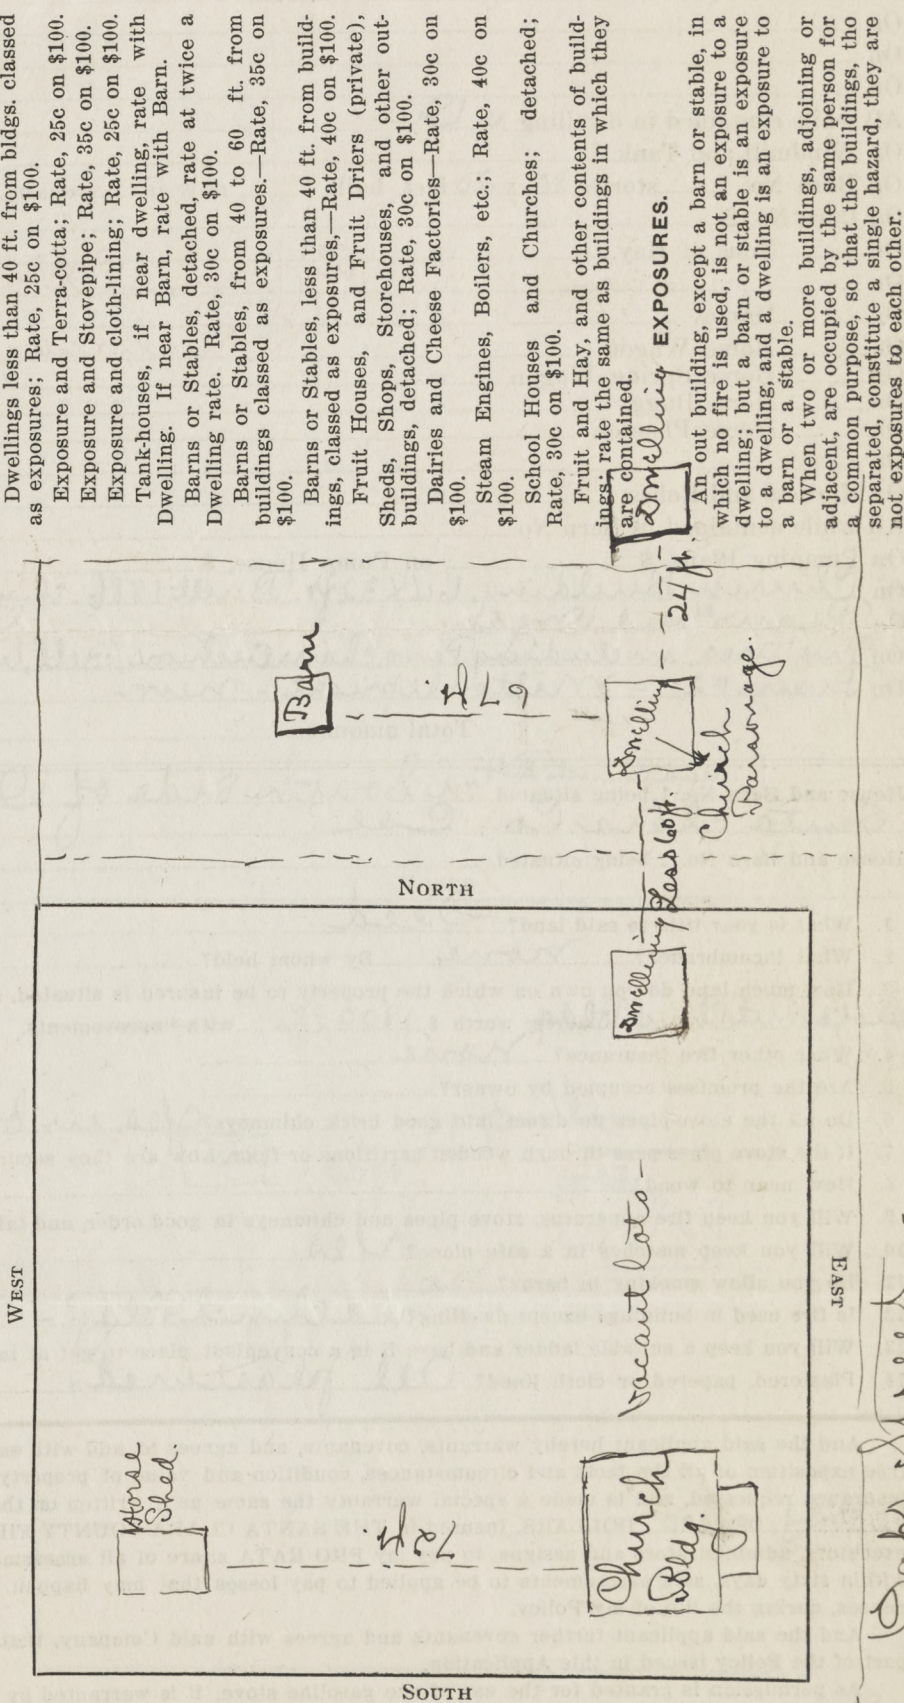 Dwellings less than 40 ft. from bldgs. classed
as exposures; Rate, 25c on $100.
Exposure and Terra-cotta; Rate, 25c on $100.
Exposure and Stovepipe; Rate, 35c on $100.
Exposure and cloth-lining; Rate, 25c on $100.
Tank-houses, if near dwelling, rate with
Dwelling. If near Barn, rate with Barn.
Barns or Stables, detached, rate at twice a
Dwelling rate. Rate, 30c on $100.
Barns or Stables, from 40 to 60 ft. from
buildings classed as exposures.—Rate, 35c on
$100.
Barns or Stables, less than 40 ft. from build-
ings, classed as exposures,—Rate, 40c on $100.
Fruit Houses, and Fruit Driers (private),
Sheds, Shops, Storehouses, and other out-
buildings, detached; Rate, 30c on $100.
Dairies and Cheese Factories—Rate, 30c on
$100.
Steam Engines, Boilers, etc.; Rate, 40c on
$100.
School Houses and Churches; detached;
Rate, 30c on $100.
Fruit and Hay, and other contents of build-
ings; rate the same as buildings in which they
are contained.
EXPOSURES.
An out building, except a barn or stable, in
which no fire is used, is not an exposure to a
dwelling; but a barn or stable is an exposure
to a dwelling, and a dwelling is an exposure to
a barn or a stable.
When two or more buildings, adjoining or
adjacent, are occupied by the same person for
a common purpose, so that the buildings, the
separated, constitute a single hazard, they are
not exposures to each other.
WEST
NORTH
EAST
SOUTH
Horse
Shed.
Barn
Church
Bldg.
vacant lots
Dwelling
Less 60 ft.
Dwelling
Church
Parsonage.
24 ft.
Dwelling
Street